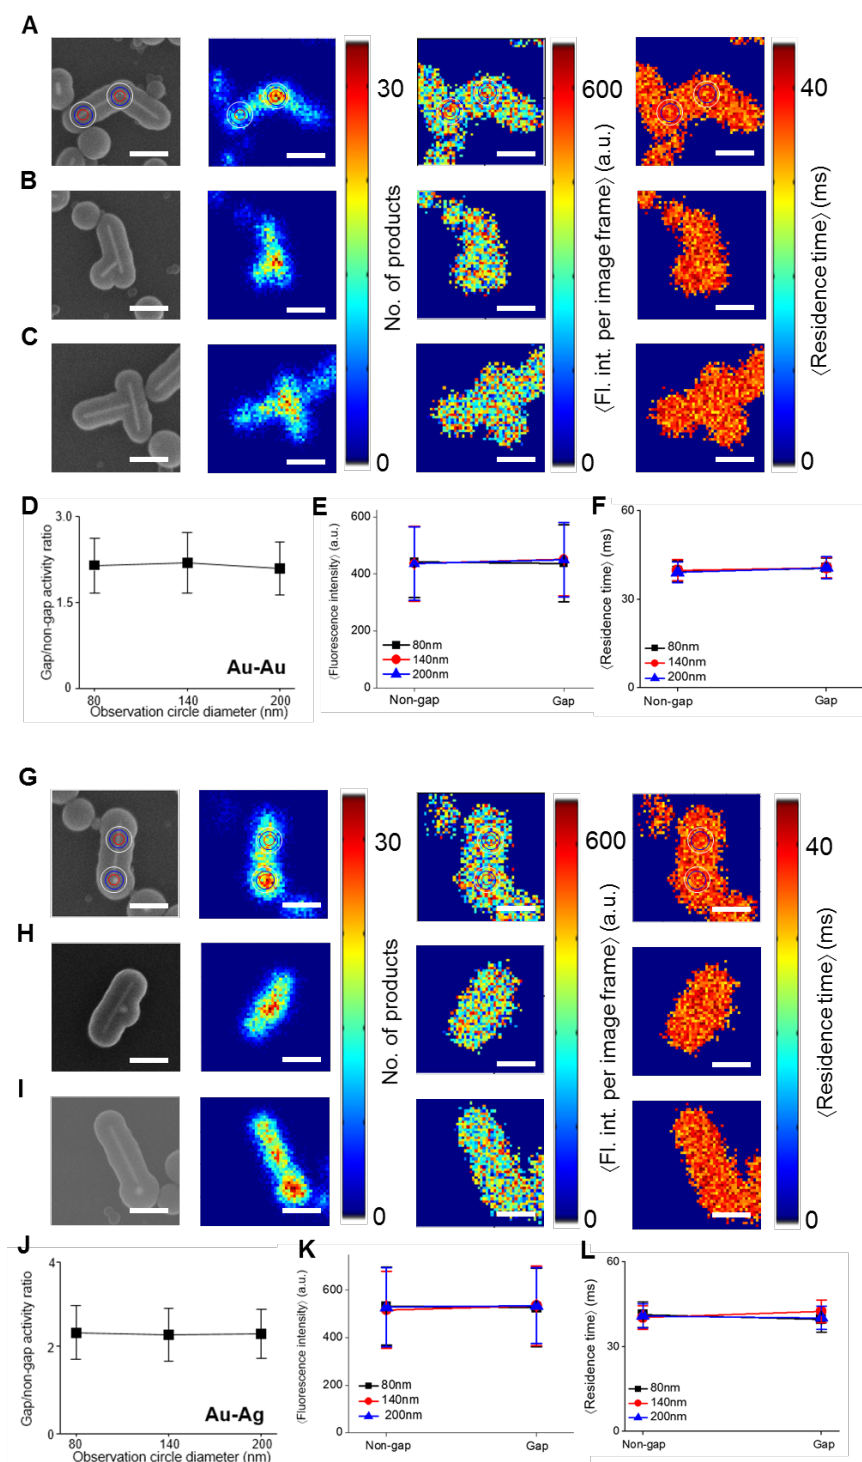 A
30
0
No. of products
600
0
⟨Fl. int. per image frame⟩ (a.u.)
40
0
⟨Residence time⟩ (ms)
B
C
D
3.0
1.5
0
Gap/non-gap activity ratio
Au-Au
80
140
200
Observation circle diameter (nm)
E
600
400
200
0
⟨Fluorescence intensity⟩ (a.u.)
80nm
140nm
200nm
Non-gap
Gap
F
60
30
0
⟨Residence time⟩ (ms)
80nm
140nm
200nm
Non-gap
Gap
G
30
0
No. of products
600
0
⟨Fl. int. per image frame⟩ (a.u.)
40
0
⟨Residence time⟩ (ms)
H
I
J
4
2
0
Gap/non-gap activity ratio
Au-Ag
80
140
200
Observation circle diameter (nm)
K
600
400
200
0
⟨Fluorescence intensity⟩ (a.u.)
80nm
140nm
200nm
Non-gap
Gap
L
60
30
0
⟨Residence time⟩ (ms)
80nm
140nm
200nm
Non-gap
Gap